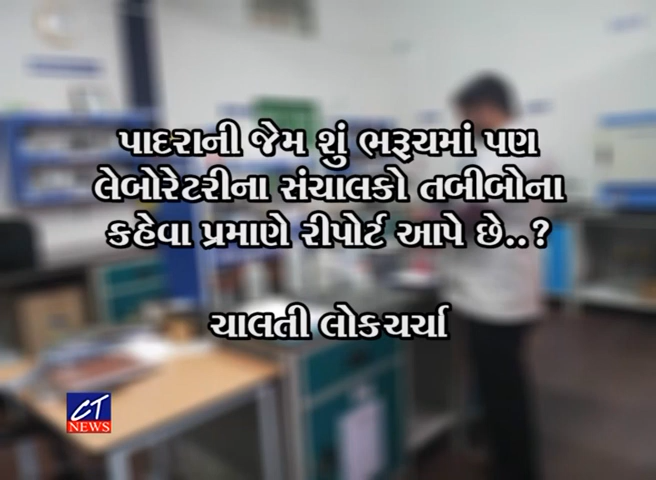 પાદરાની જેમ શું ભરૂચમાં પણ
લેબોરેટરીના સંચાલકો તબીબોના
કહેવા પ્રમાણે રીપોર્ટ આપે છે..?
ચાલતી લોકચર્ચા
CT
NEWS